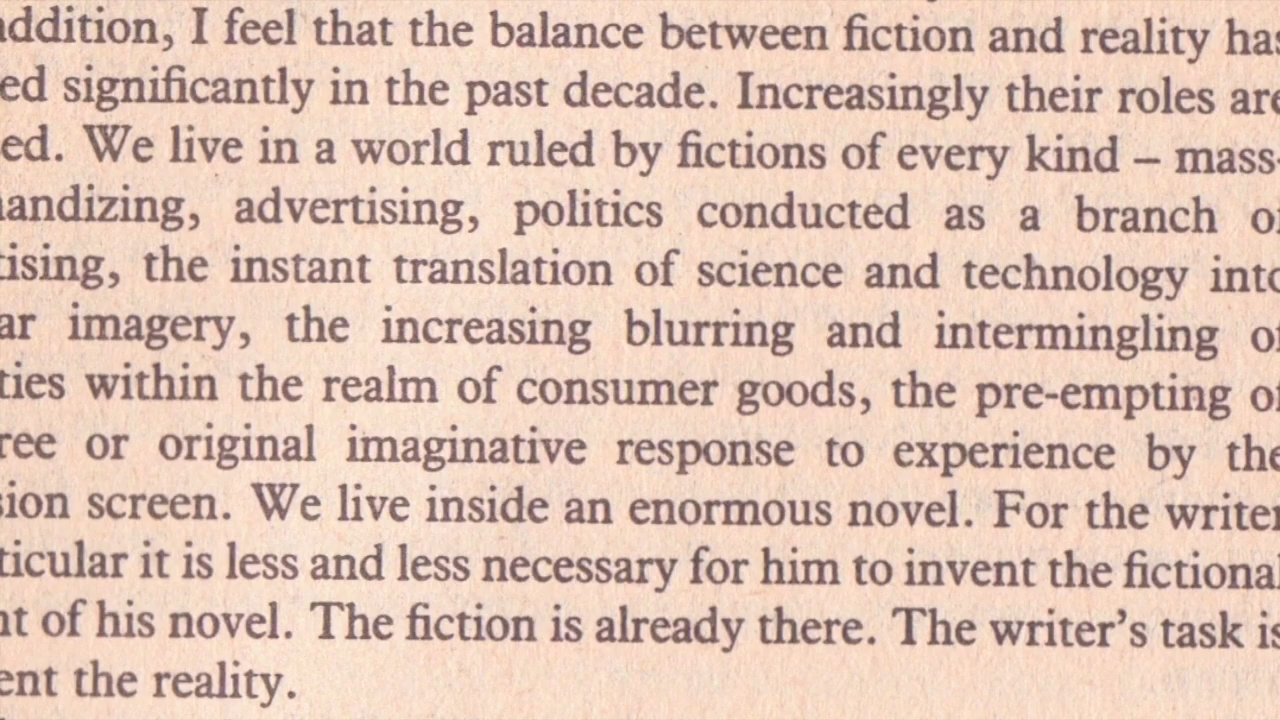 addition, I feel that the balance between fiction and reality has
ed significantly in the past decade. Increasingly their roles are
ed. We live in a world ruled by fictions of every kind – mass-
andizing, advertising, politics conducted as a branch of
tising, the instant translation of science and technology into
ar imagery, the increasing blurring and intermingling of
ties within the realm of consumer goods, the pre-empting of
ree or original imaginative response to experience by the
sion screen. We live inside an enormous novel. For the writer
ticular it is less and less necessary for him to invent the fictional
nt of his novel. The fiction is already there. The writer's task is
ent the reality.